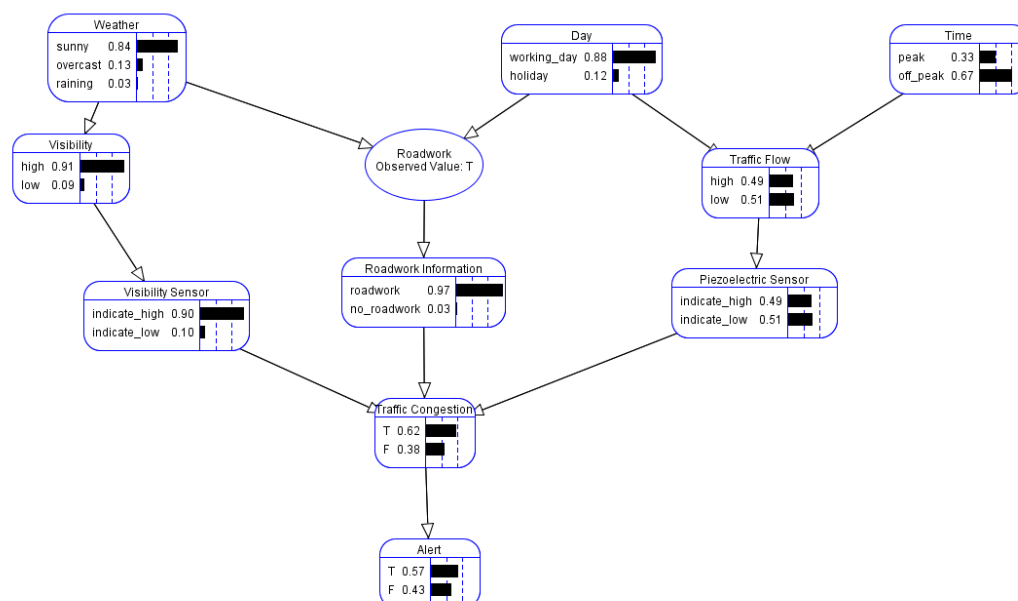 Weather
sunny 0.84
overcast 0.13
raining 0.03
Day
working_day 0.88
holiday 0.12
Time
peak 0.33
off_peak 0.67
Visibility
high 0.91
low 0.09
Roadwork
Observed Value: T
Traffic Flow
high 0.49
low 0.51
Visibility Sensor
indicate_high 0.90
indicate_low 0.10
Roadwork Information
roadwork 0.97
no_roadwork 0.03
Piezoelectric Sensor
indicate_high 0.49
indicate_low 0.51
Traffic Congestion
T 0.62
F 0.38
Alert
T 0.57
F 0.43